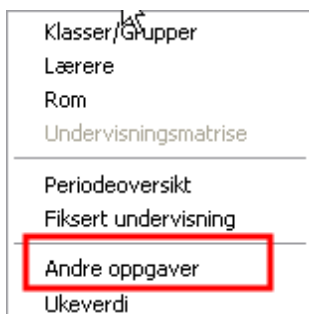 Klasser/Grupper
Lærere
Rom
Undervisningsmatrise
Periodeoversikt
Fiksert undervisning
Andre oppgaver
Ukeverdi